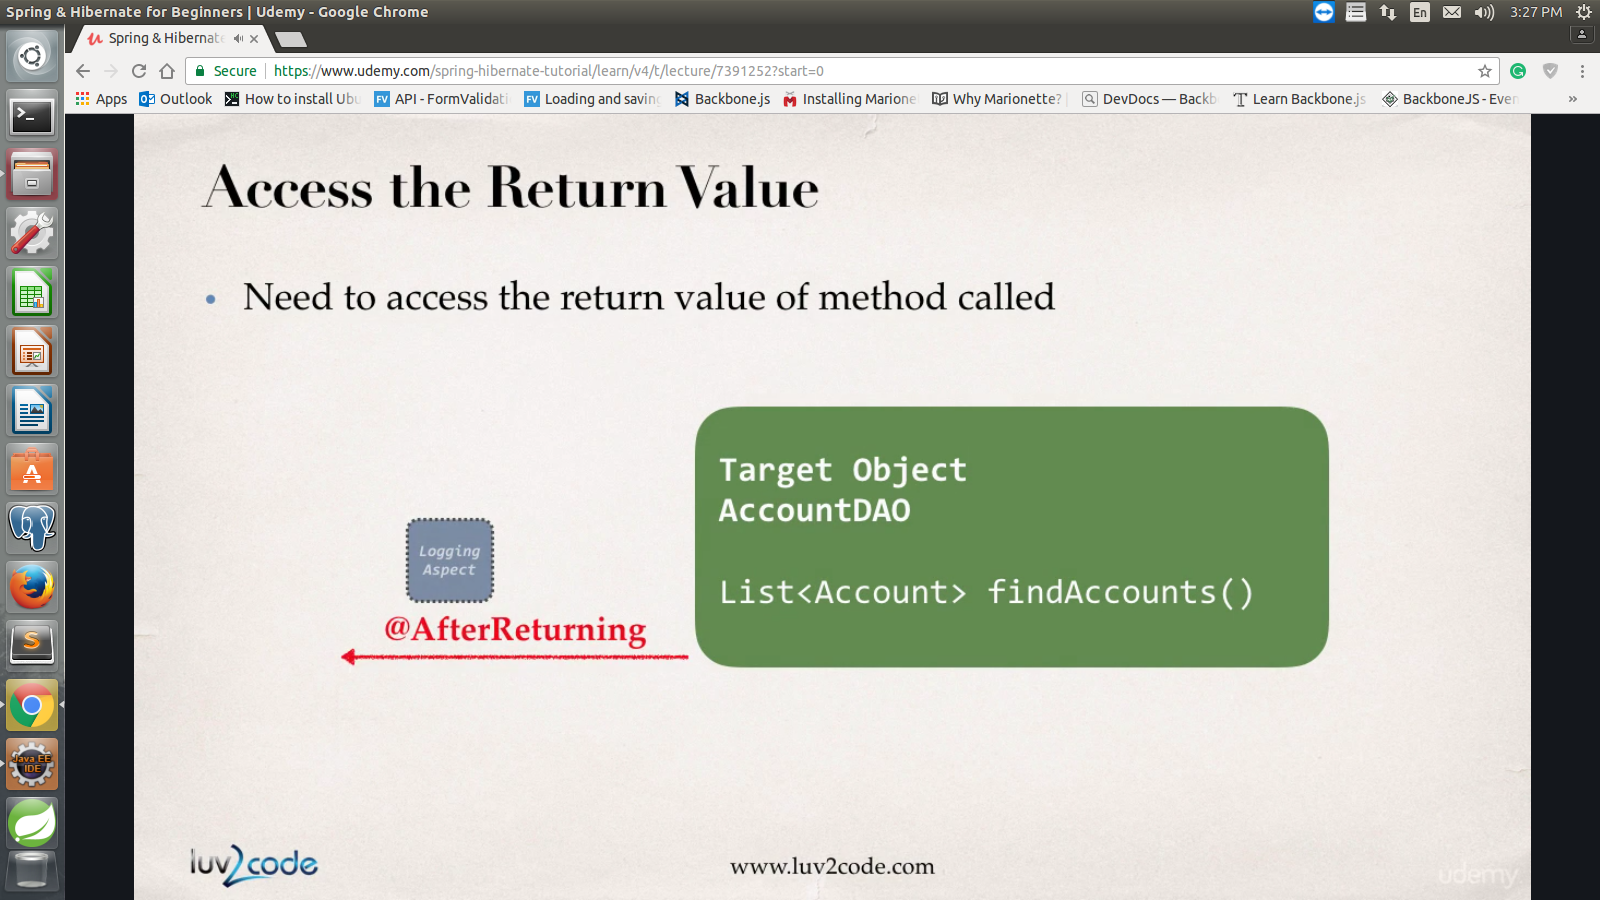 Spring & Hibernate for Beginners | Udemy - Google Chrome
En
3:27 PM
Spring & Hibernate
Secure
https://www.udemy.com/spring-hibernate-tutorial/learn/v4/t/lecture/7391252?start=0
Apps
Outlook
How to install Ubu
FV
API - FormValidati
FV
Loading and saving
Backbone.js
Installing Marione
Why Marionette?
DevDocs — Backb
Learn Backbone.js
BackboneJS - Even
»
Access the Return Value
• Need to access the return value of method called
Target Object
AccountDAO
List<Account> findAccounts()
Logging
Aspect
@AfterReturning
Java EE
IDE
luv2code
www.luv2code.com
udemy